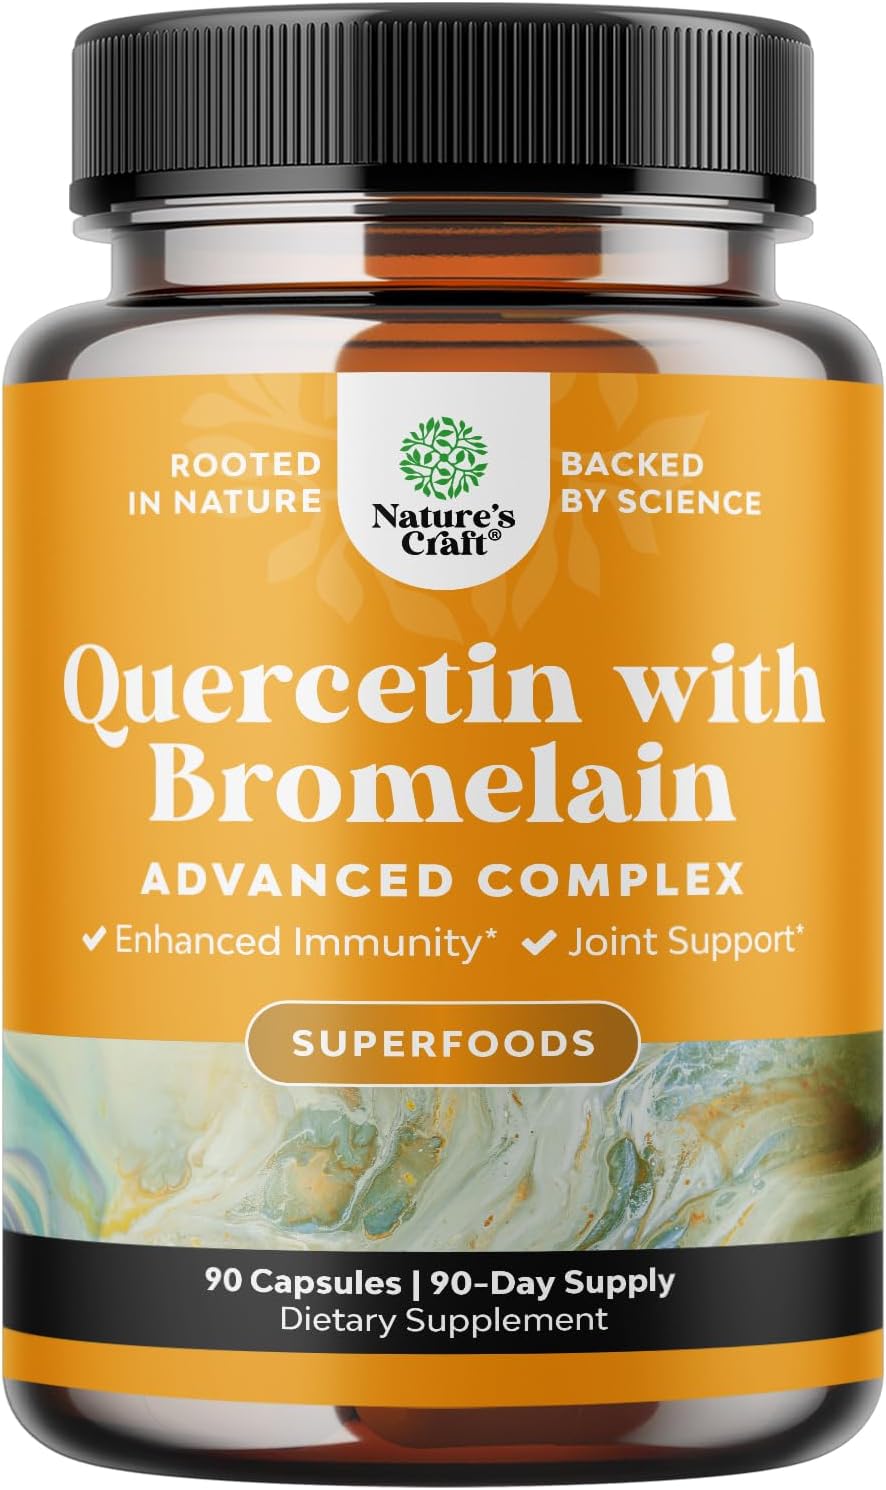 ROOTED
IN NATURE
Nature's
Craft®
BACKED
BY SCIENCE
Quercetin with
Bromelain
ADVANCED COMPLEX
✓ Enhanced Immunity* ✓ Joint Support*
SUPERFOODS
90 Capsules | 90-Day Supply
Dietary Supplement